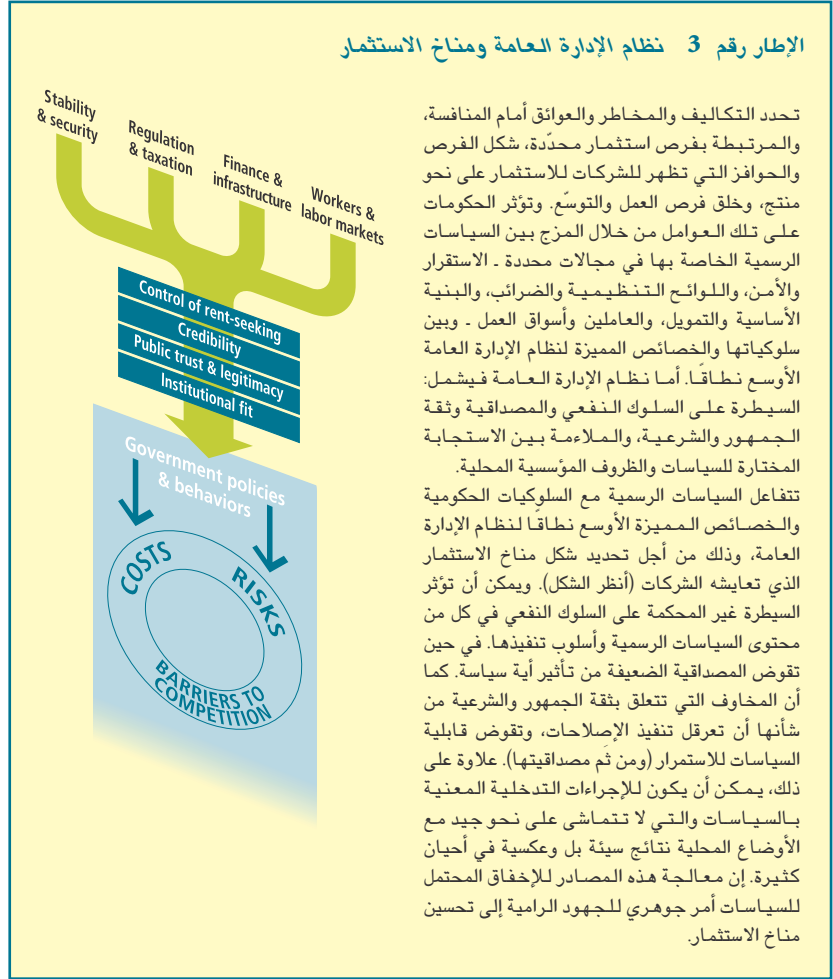 الإطار رقم 3 نظام الإدارة العامة ومناخ الاستثمار
تحدد التكاليف والمخاطر والعوائق أمام المنافسة،
والمرتبطة بفرص استثمار محدّدة، شكل الفرص
والحوافز التي تظهر للشركات للاستثمار على نحو
منتج، وخلق فرص العمل والتوسّع. وتؤثر الحكومات
على تلك العوامل من خلال المزج بين السياسات
الرسمية الخاصة بها في مجالات محددة ـ الاستقرار
والأمن، واللوائح التنظيمية والضرائب، والبنية
الأساسية والتمويل، والعاملين وأسواق العمل ـ وبين
سلوكياتها والخصائص المميزة لنظام الإدارة العامة
الأوسع نطاقًا. أما نظام الإدارة العامة فيشمل:
السيطرة على السلوك النفعي والمصداقية وثقة
الجمهور والشرعية، والملاءمة بين الاستجابة
المختارة للسياسات والظروف المؤسسية المحلية.
تتفاعل السياسات الرسمية مع السلوكيات الحكومية
والخصائص المميزة الأوسع نطاقًا لنظام الإدارة
العامة، وذلك من أجل تحديد شكل مناخ الاستثمار
الذي تعايشه الشركات (أنظر الشكل). ويمكن أن تؤثر
السيطرة غير المحكمة على السلوك النفعي في كل من
محتوى السياسات الرسمية وأسلوب تنفيذها. في حين
تقوض المصداقية الضعيفة من تأثير أية سياسة. كما
أن المخاوف التي تتعلق بثقة الجمهور والشرعية من
شأنها أن تعرقل تنفيذ الإصلاحات، وتقوض قابلية
السياسات للاستمرار (ومن ثَم مصداقيتها). علاوة على
ذلك، يمكن أن يكون للإجراءات التدخلية المعنية
بالسياسات والتي لا تتماشى على نحو جيد مع
الأوضاع المحلية نتائج سيئة بل وعكسية في أحيان
كثيرة. إن معالجة هذه المصادر للإخفاق المحتمل
للسياسات أمر جوهري للجهود الرامية إلى تحسين
مناخ الاستثمار.
Stability
& security
Regulation
& taxation
Finance &
infrastructure
Workers &
labor markets
Control of rent-seeking
Credibility
Public trust & legitimacy
Institutional fit
Government policies
& behaviors
COSTS
RISKS
BARRIERS TO
COMPETITION